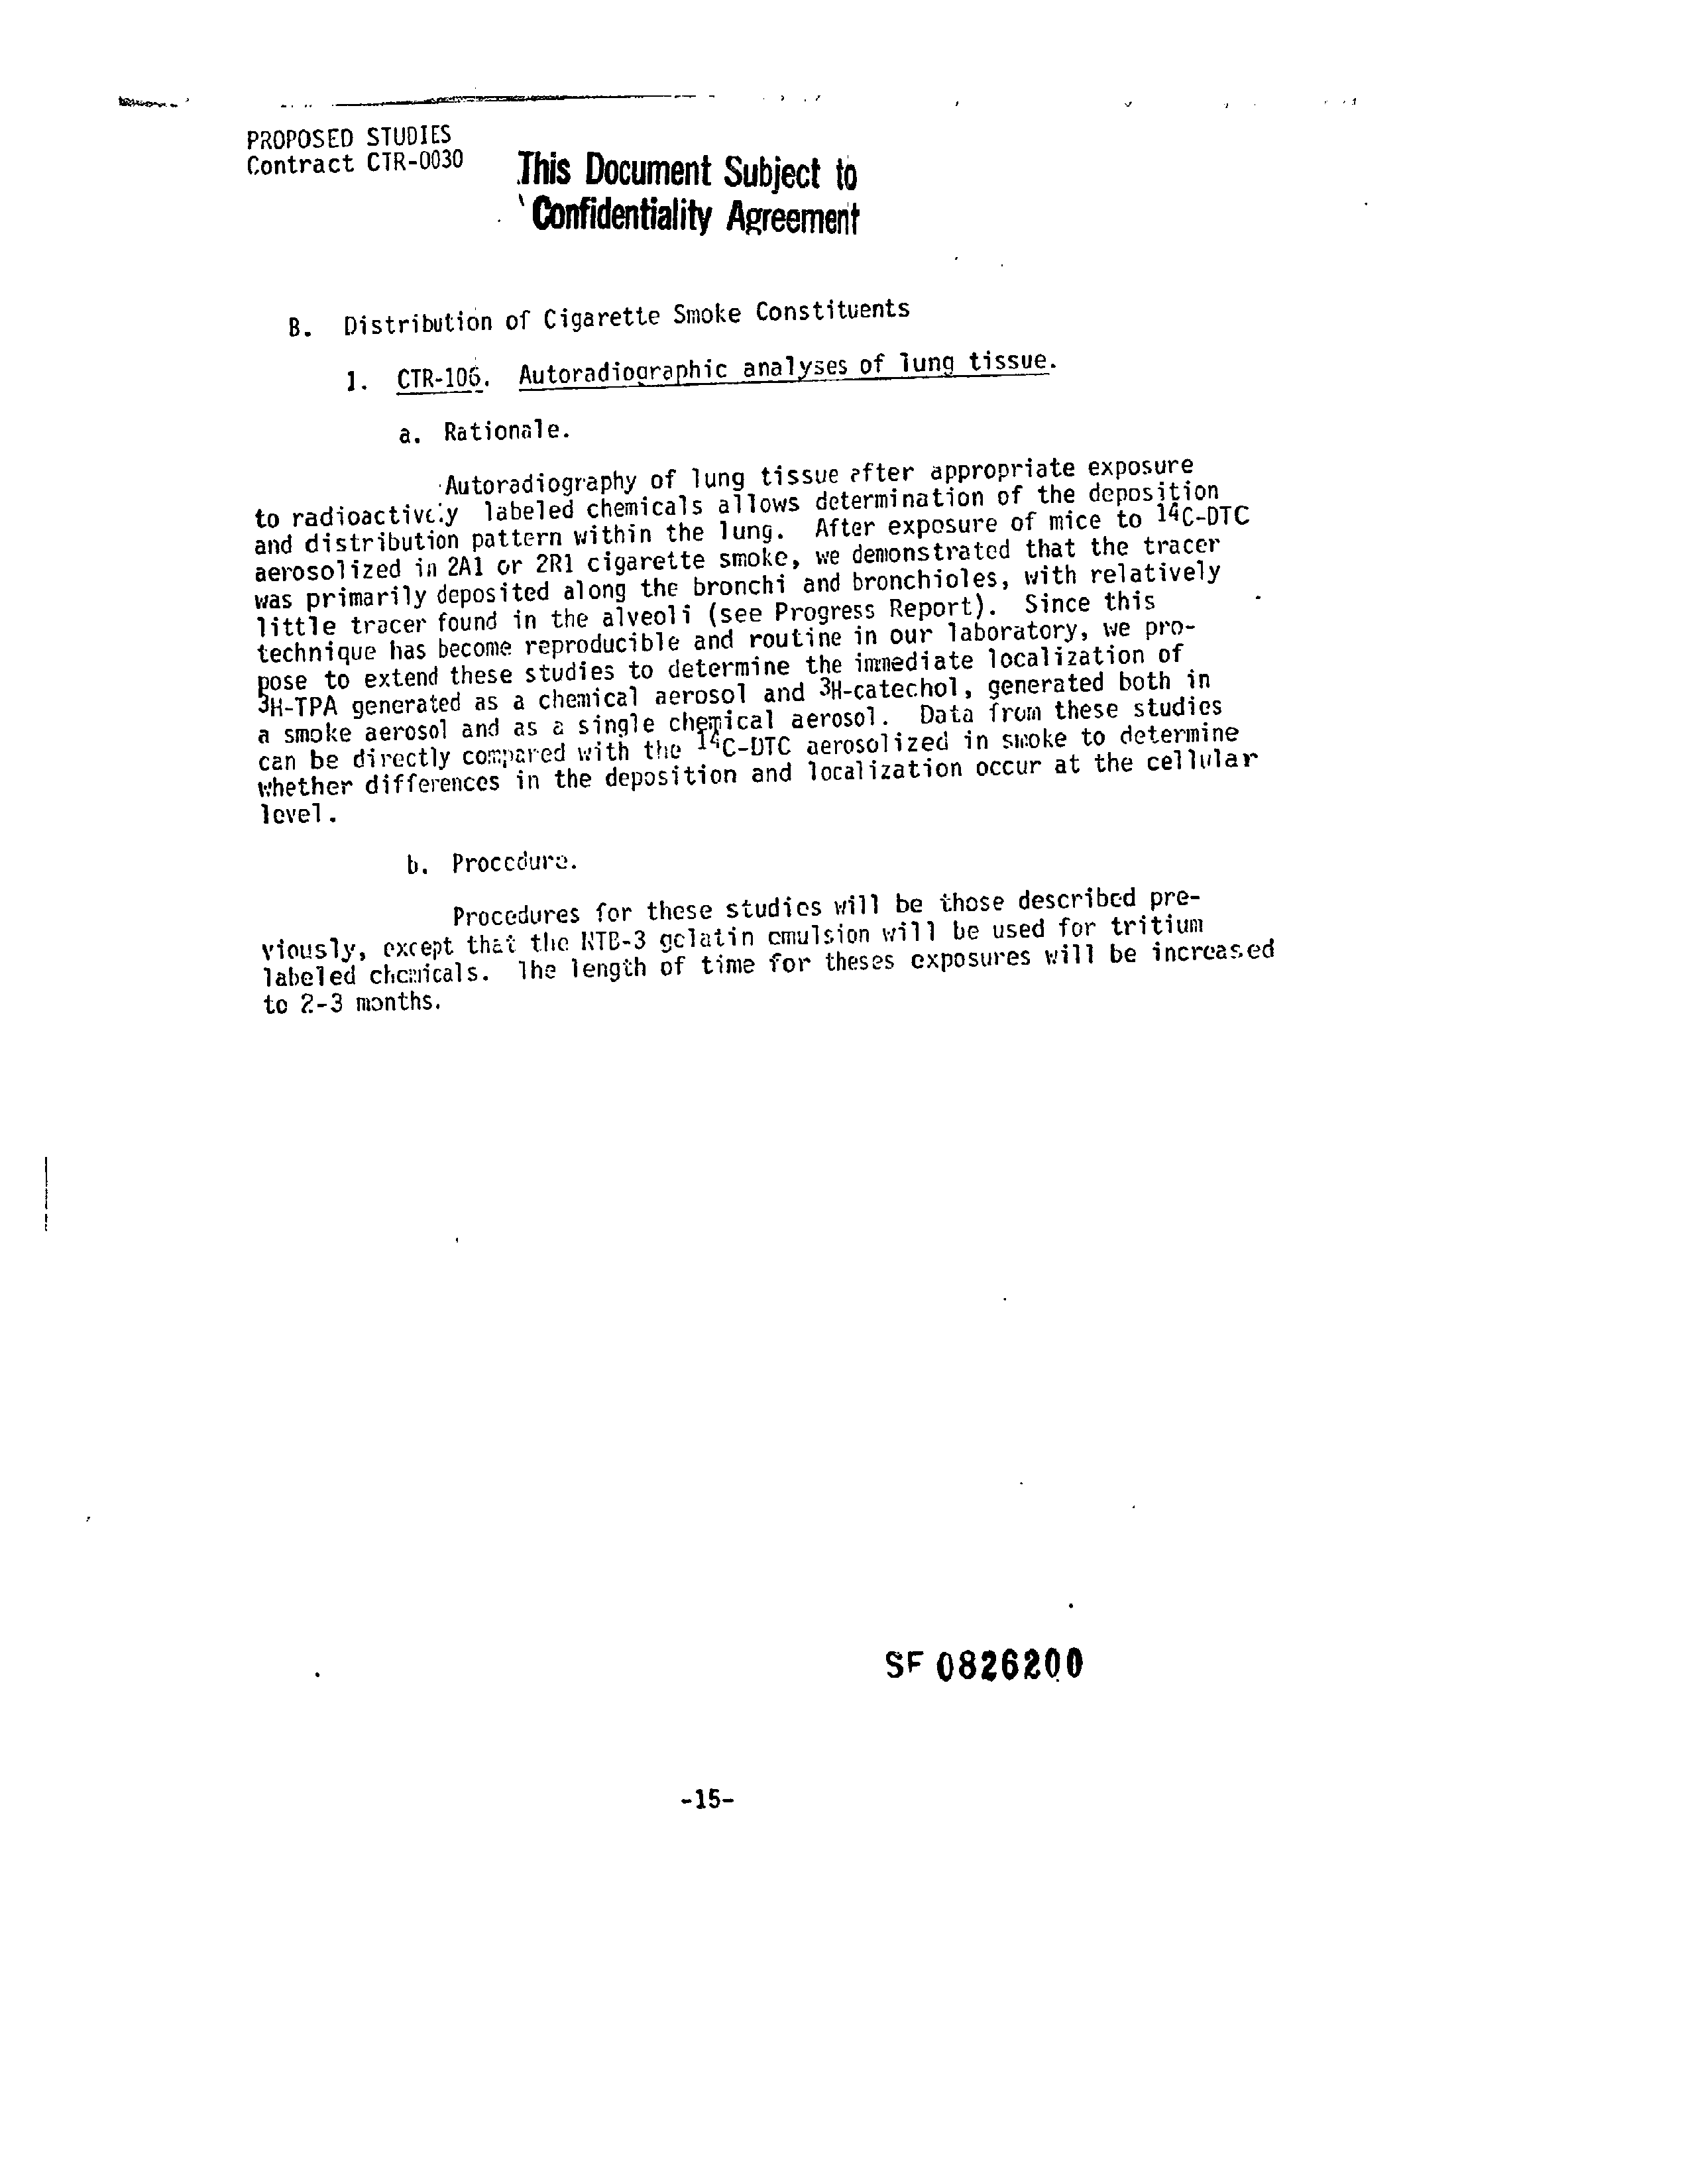 PROPOSED STUDIES
Contract CTR-0030
This Document Subject to
Confidentiality Agreement
B. Distribution of Cigarette Smoke Constituents
1. CTR-106. Autoradiographic analyses of lung tissue.
a. Rationale.
Autoradiography of lung tissue after appropriate exposure
to radioactively labeled chemicals allows determination of the deposition
and distribution pattern within the lung. After exposure of mice to ¹⁴C-DTC
aerosolized in 2A1 or 2R1 cigarette smoke, we demonstrated that the tracer
was primarily deposited along the bronchi and bronchioles, with relatively
little tracer found in the alveoli (see Progress Report). Since this
technique has become reproducible and routine in our laboratory, we pro-
pose to extend these studies to determine the immediate localization of
³H-TPA generated as a chemical aerosol and ³H-catechol, generated both in
a smoke aerosol and as a single chemical aerosol. Data from these studies
can be directly compared with the ¹⁴C-DTC aerosolized in smoke to determine
whether differences in the deposition and localization occur at the cellular
level.
b. Procedure.
Procedures for these studies will be those described pre-
viously, except that the NTB-3 gelatin emulsion will be used for tritium
labeled chemicals. The length of time for theses exposures will be increased
to 2-3 months.
SF 0826200
-15-